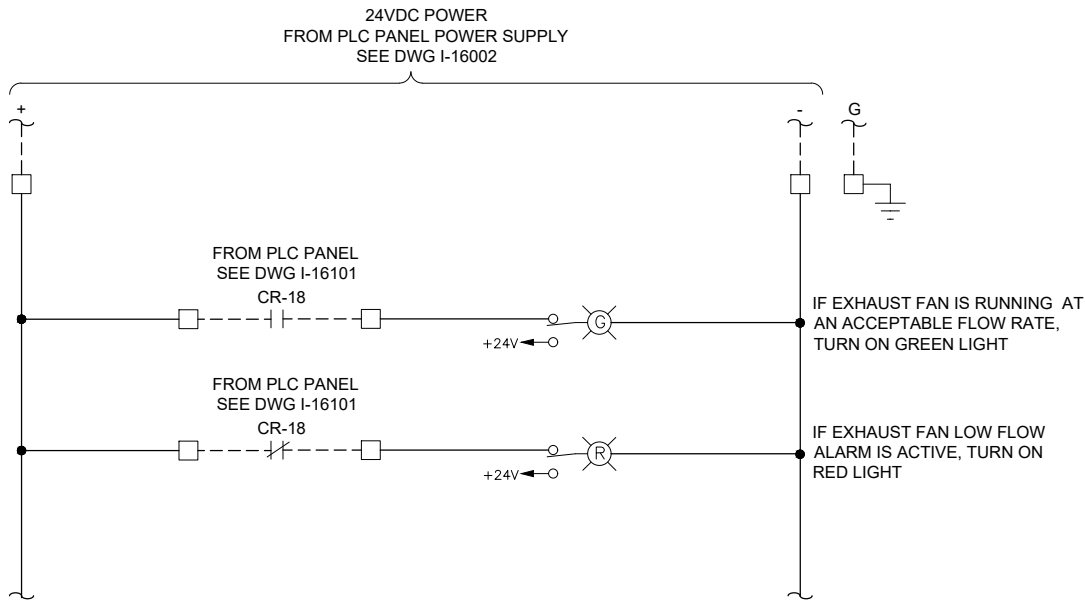 24VDC POWER
FROM PLC PANEL POWER SUPPLY
SEE DWG I-16002
+
-
G
FROM PLC PANEL
SEE DWG I-16101
CR-18
G
+24V
IF EXHAUST FAN IS RUNNING AT
AN ACCEPTABLE FLOW RATE,
TURN ON GREEN LIGHT
FROM PLC PANEL
SEE DWG I-16101
CR-18
R
+24V
IF EXHAUST FAN LOW FLOW
ALARM IS ACTIVE, TURN ON
RED LIGHT